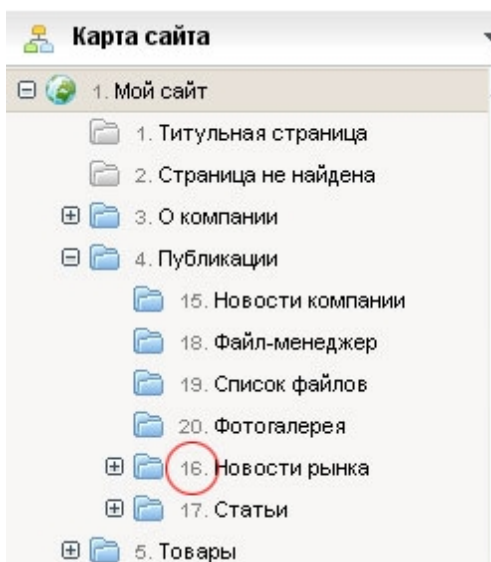 Карта сайта
1. Мой сайт
1. Титульная страница
2. Страница не найдена
3. О компании
4. Публикации
15. Новости компании
18. Файл-менеджер
19. Список файлов
20. Фотогалерея
16. Новости рынка
17. Статьи
5. Товары